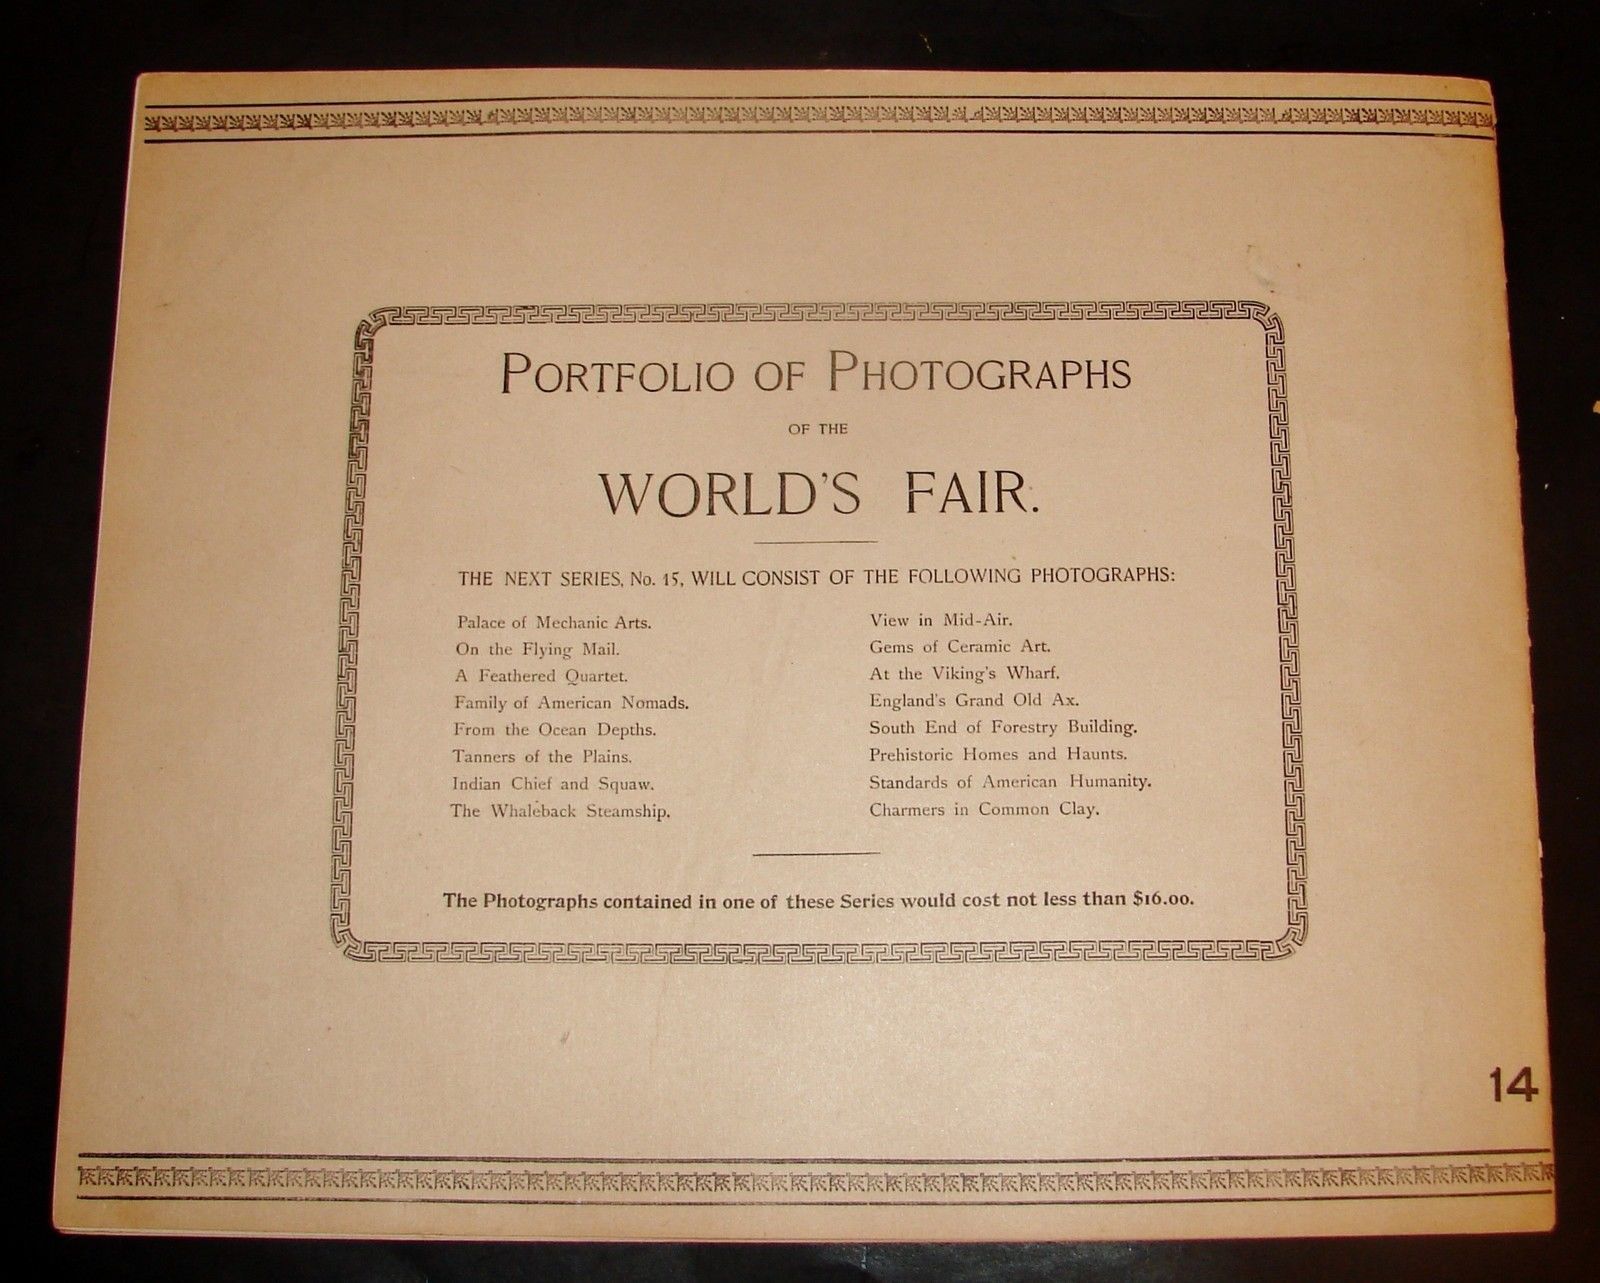 PORTFOLIO OF PHOTOGRAPHS
OF THE
WORLD'S FAIR.
THE NEXT SERIES, No. 15, WILL CONSIST OF THE FOLLOWING PHOTOGRAPHS:
Palace of Mechanic Arts.
On the Flying Mail.
A Feathered Quartet.
Family of American Nomads.
From the Ocean Depths.
Tanners of the Plains.
Indian Chief and Squaw.
The Whaleback Steamship.
View in Mid-Air.
Gems of Ceramic Art.
At the Viking's Wharf.
England's Grand Old Ax.
South End of Forestry Building.
Prehistoric Homes and Haunts.
Standards of American Humanity.
Charmers in Common Clay.
The Photographs contained in one of these Series would cost not less than $16.00.
14